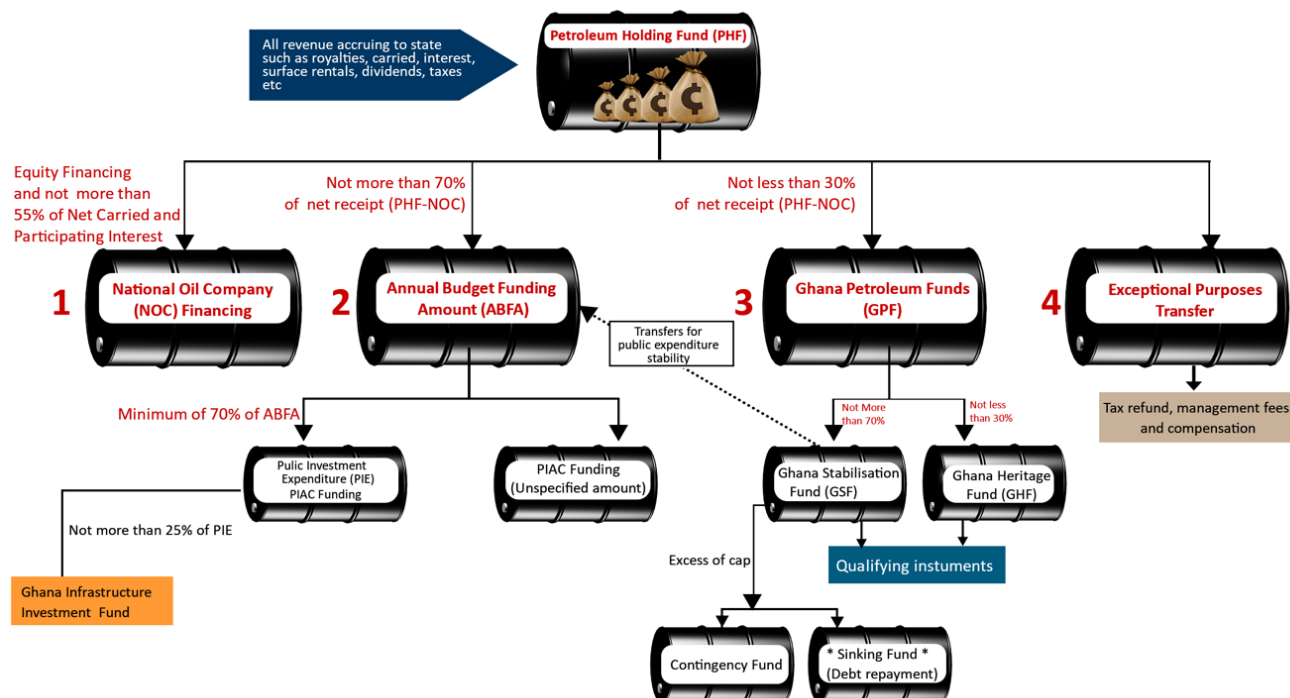 Petroleum Holding Fund (PHF)
All revenue accruing to state
such as royalties, carried, interest,
surface rentals, dividends, taxes
etc
¢ ¢ ¢ ¢
Equity Financing
and not more than
55% of Net Carried and
Participating Interest
Not more than 70%
of net receipt (PHF-NOC)
Not less than 30%
of net receipt (PHF-NOC)
1
National Oil Company
(NOC) Financing
2
Annual Budget Funding
Amount (ABFA)
3
Ghana Petroleum Funds
(GPF)
4
Exceptional Purposes
Transfer
Transfers for
public expenditure
stability
Minimum of 70% of ABFA
Not More
than 70%
Not less
than 30%
Tax refund, management fees
and compensation
Pulic Investment
Expenditure (PIE)
PIAC Funding
PIAC Funding
(Unspecified amount)
Ghana Stabilisation
Fund (GSF)
Ghana Heritage
Fund (GHF)
Not more than 25% of PIE
Excess of cap
Qualifying instuments
Ghana Infrastructure
Investment Fund
Contingency Fund
* Sinking Fund *
(Debt repayment)